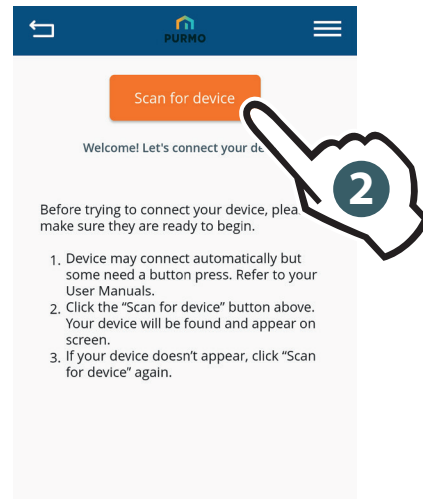 PURMO
Scan for device
Welcome! Let's connect your de
2
Before trying to connect your device, plea
make sure they are ready to begin.
1. Device may connect automatically but
some need a button press. Refer to your
User Manuals.
2. Click the “Scan for device” button above.
Your device will be found and appear on
screen.
3. If your device doesn’t appear, click “Scan
for device” again.